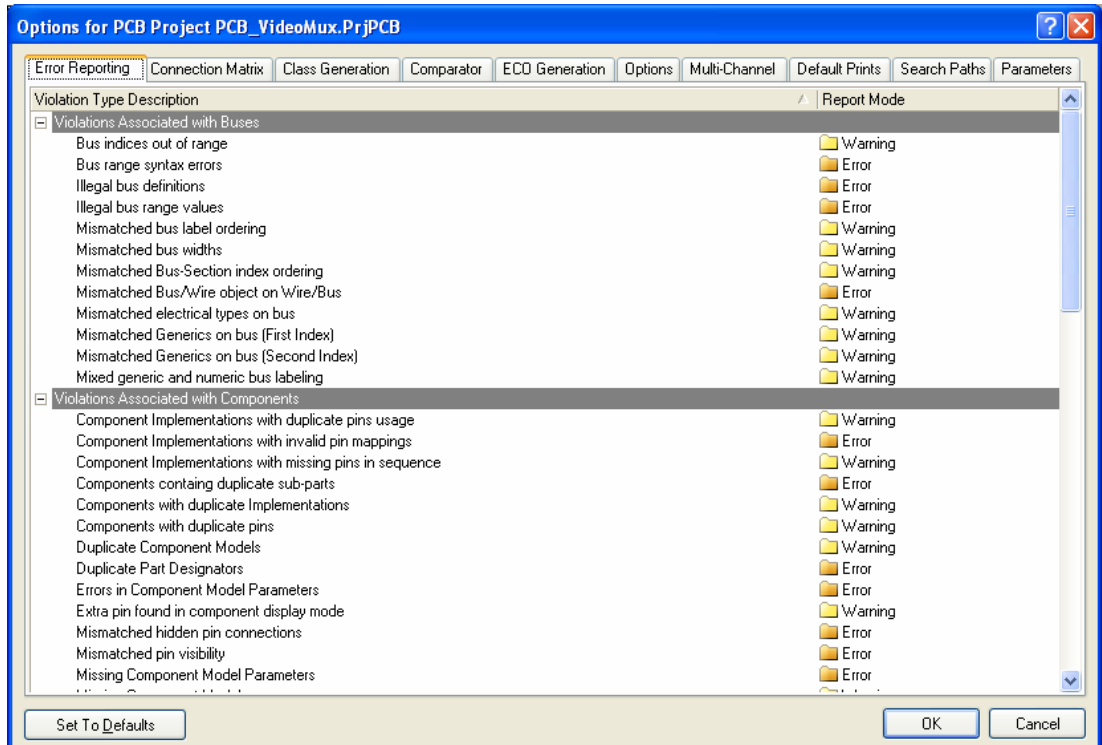 Options for PCB Project PCB_VideoMux.PrjPCB
Error Reporting Connection Matrix Class Generation Comparator ECO Generation Options Multi-Channel Default Prints Search Paths Parameters
Violation Type Description Report Mode
Violations Associated with Buses
Bus indices out of range Warning
Bus range syntax errors Error
Illegal bus definitions Error
Illegal bus range values Error
Mismatched bus label ordering Warning
Mismatched bus widths Warning
Mismatched Bus-Section index ordering Warning
Mismatched Bus/Wire object on Wire/Bus Error
Mismatched electrical types on bus Warning
Mismatched Generics on bus (First Index) Warning
Mismatched Generics on bus (Second Index) Warning
Mixed generic and numeric bus labeling Warning
Violations Associated with Components
Component Implementations with duplicate pins usage Warning
Component Implementations with invalid pin mappings Error
Component Implementations with missing pins in sequence Warning
Components containg duplicate sub-parts Error
Components with duplicate Implementations Warning
Components with duplicate pins Warning
Duplicate Component Models Warning
Duplicate Part Designators Error
Errors in Component Model Parameters Error
Extra pin found in component display mode Warning
Mismatched hidden pin connections Error
Mismatched pin visibility Error
Missing Component Model Parameters Error
Set To Defaults OK Cancel